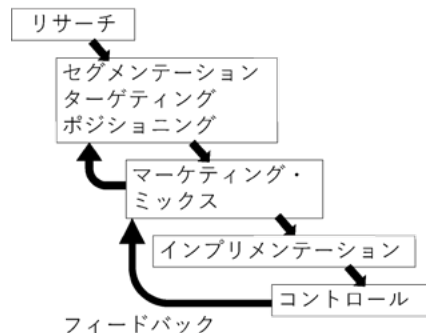 リサーチ
セグメンテーション
ターゲティング
ポジショニング
マーケティング・
ミックス
インプリメンテーション
コントロール
フィードバック